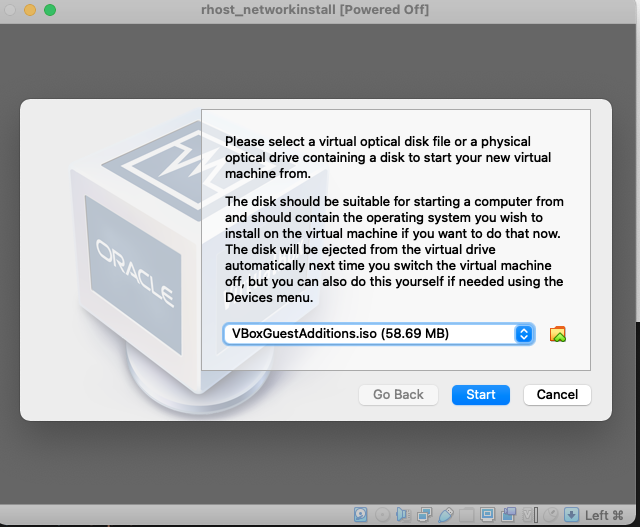 rhost_networkinstall [Powered Off]
ORACLE
Please select a virtual optical disk file or a physical
optical drive containing a disk to start your new virtual
machine from.
The disk should be suitable for starting a computer from
and should contain the operating system you wish to
install on the virtual machine if you want to do that now.
The disk will be ejected from the virtual drive
automatically next time you switch the virtual machine
off, but you can also do this yourself if needed using the
Devices menu.
VBoxGuestAdditions.iso (58.69 MB)
Go Back
Start
Cancel
Left ⌘